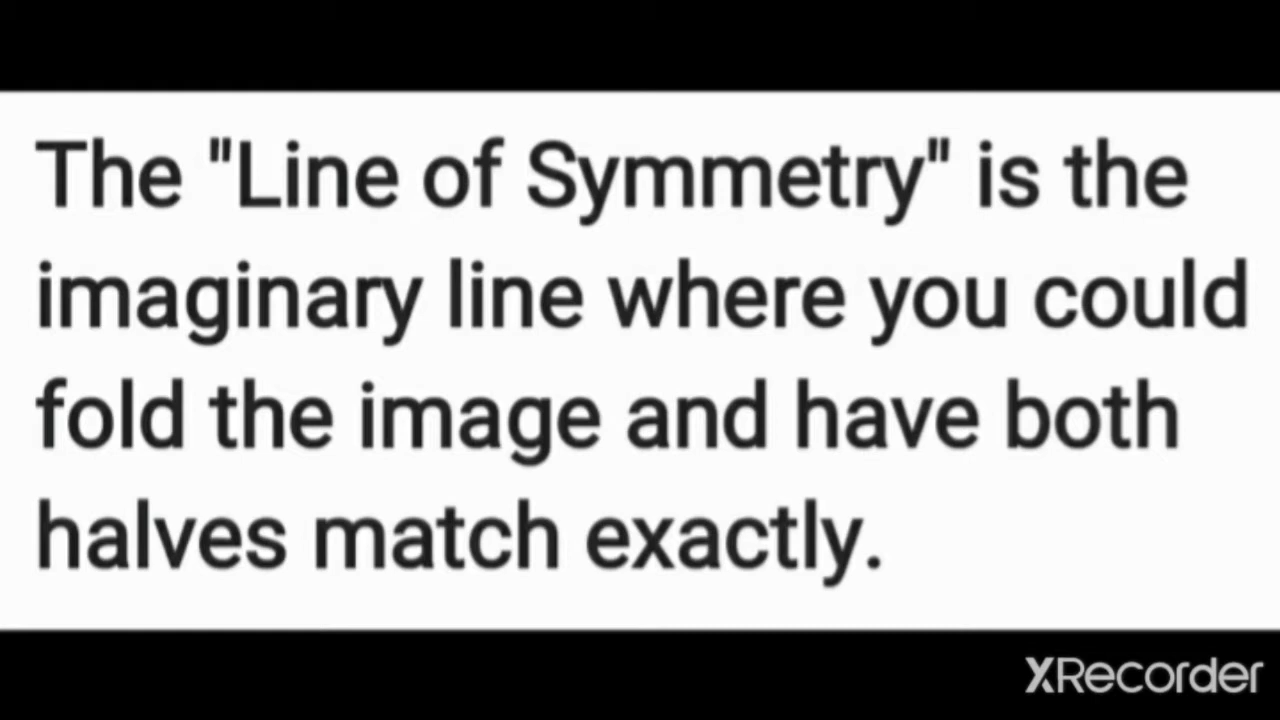 The "Line of Symmetry" is the
imaginary line where you could
fold the image and have both
halves match exactly.
XRecorder